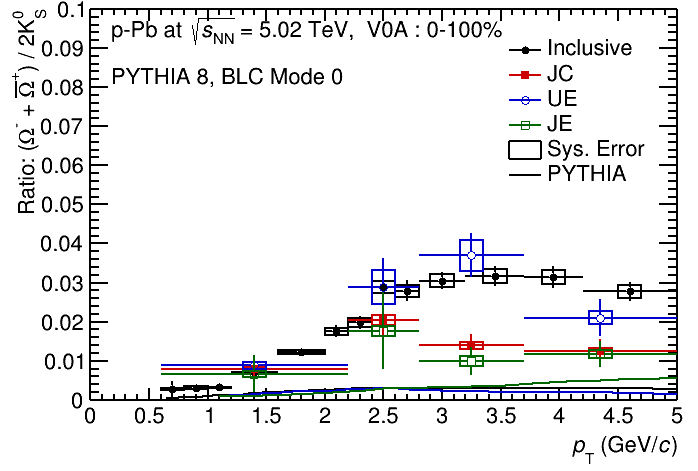 p-Pb at √s_NN = 5.02 TeV, V0A : 0-100%
PYTHIA 8, BLC Mode 0
Inclusive
JC
UE
JE
Sys. Error
PYTHIA
Ratio: (Ω⁻ + Ω̅⁺) / 2K⁰_S
0.1
0.09
0.08
0.07
0.06
0.05
0.04
0.03
0.02
0.01
0
0 0.5 1 1.5 2 2.5 3 3.5 4 4.5 5
p_T (GeV/c)